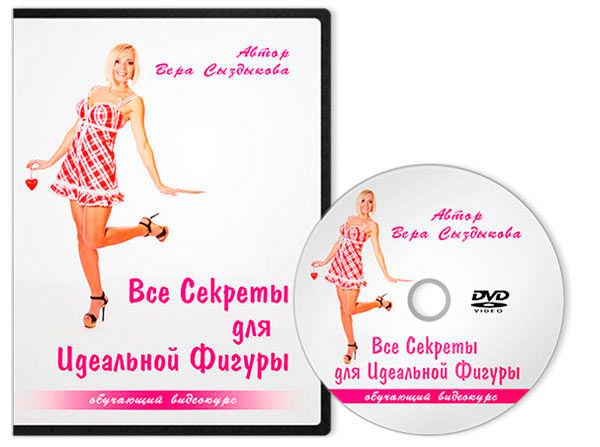 Автор
Вера Сыздыкова
Все Секреты
для
Идеальной Фигуры
обучающий видеокурс
Автор
Вера Сыздыкова
DVD
VIDEO
Все Секреты
для Идеальной Фигуры
обучающий видеокурс